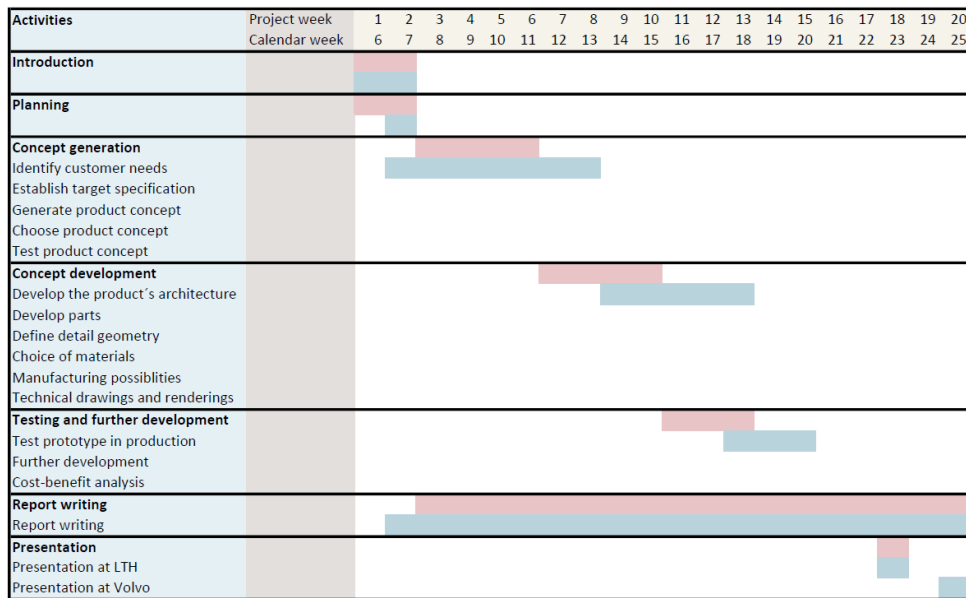 Activities Project week 1 2 3 4 5 6 7 8 9 10 11 12 13 14 15 16 17 18 19 20
Calendar week 6 7 8 9 10 11 12 13 14 15 16 17 18 19 20 21 22 23 24 25
Introduction
Planning
Concept generation
Identify customer needs
Establish target specification
Generate product concept
Choose product concept
Test product concept
Concept development
Develop the product´s architecture
Develop parts
Define detail geometry
Choice of materials
Manufacturing possiblities
Technical drawings and renderings
Testing and further development
Test prototype in production
Further development
Cost-benefit analysis
Report writing
Report writing
Presentation
Presentation at LTH
Presentation at Volvo